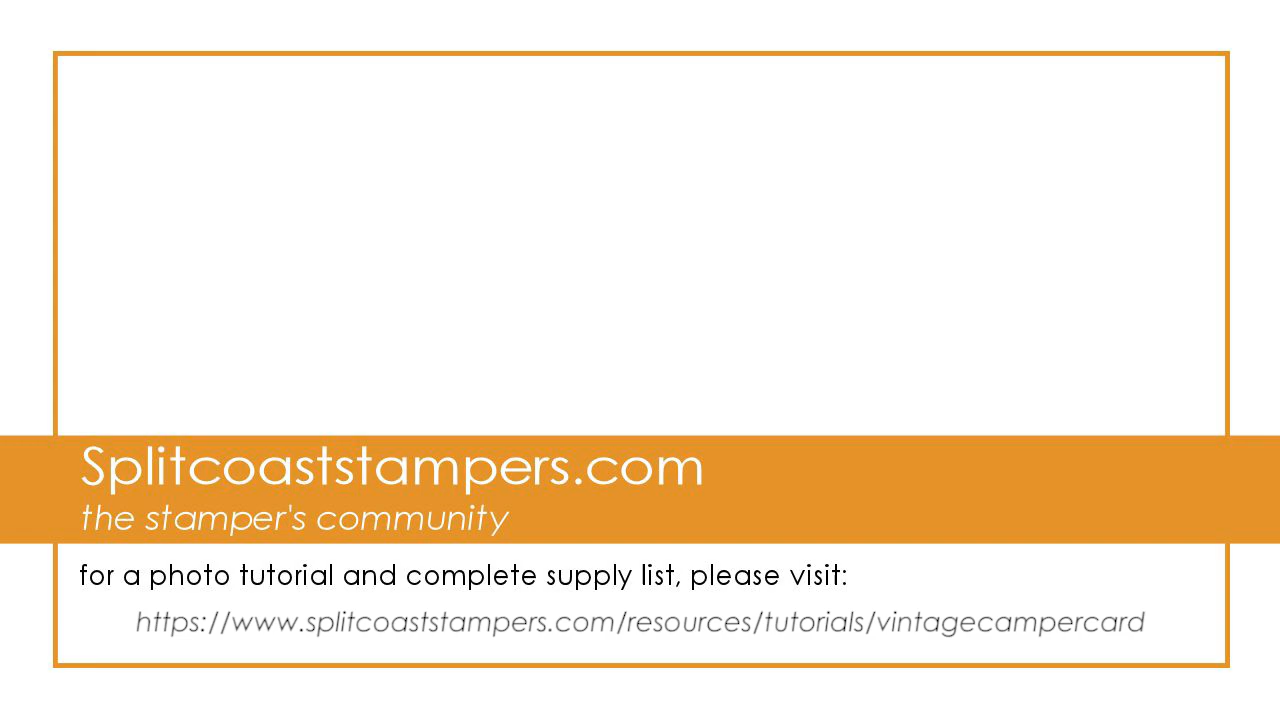 Splitcoaststampers.com
the stamper's community
for a photo tutorial and complete supply list, please visit:
https://www.splitcoaststampers.com/resources/tutorials/vintagecampercard